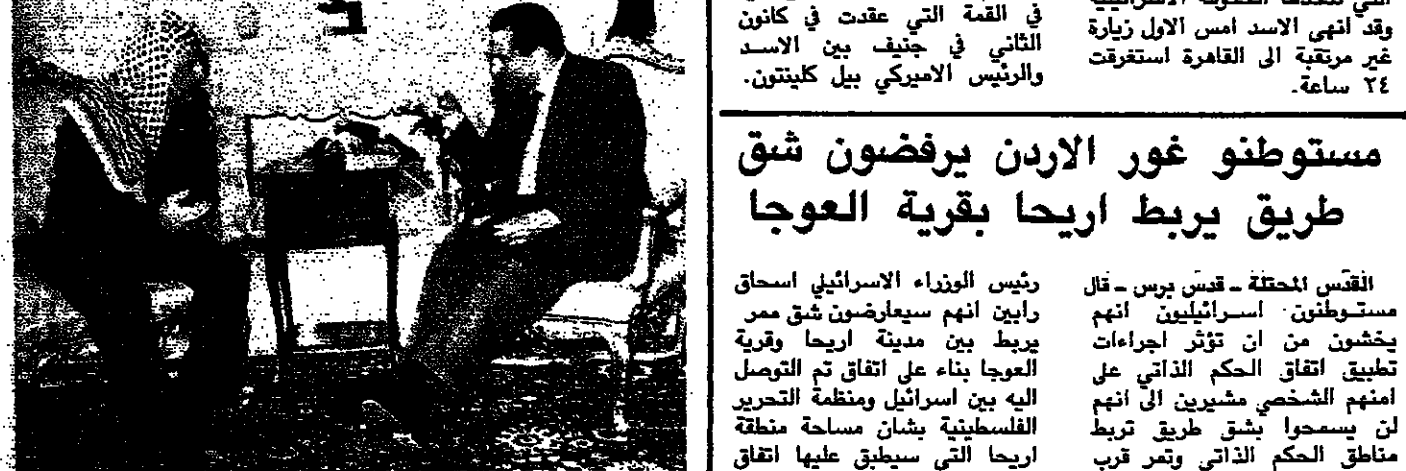 وقد انهى الاسد امس الاول زيارة
غير مرتقبة الى القاهرة استغرقت
٢٤ ساعة.
في القمة التي عقدت في كانون
الثاني في جنيف بين الاسد
والرئيس الاميركي بيل كلينتون.
مستوطنو غور الاردن يرفضون شق
طريق يربط اريحا بقرية العوجا
القدس المحتلة ـ قدس برس ـ قال
مستوطنون اسرائيليون انهم
يخشون من ان تؤثر اجراءات
تطبيق اتفاق الحكم الذاتي على
امنهم الشخصي مشيرين الى انهم
لن يسمحوا بشق طريق تربط
مناطق الحكم الذاتي وتمر قرب
رئيس الوزراء الاسرائيلي اسحاق
رابين انهم سيعارضون شق ممر
يربط بين مدينة اريحا وقرية
العوجا بناء على اتفاق تم التوصل
اليه بين اسرائيل ومنظمة التحرير
الفلسطينية بشان مساحة منطقة
اريحا التي سيطبق عليها اتفاق